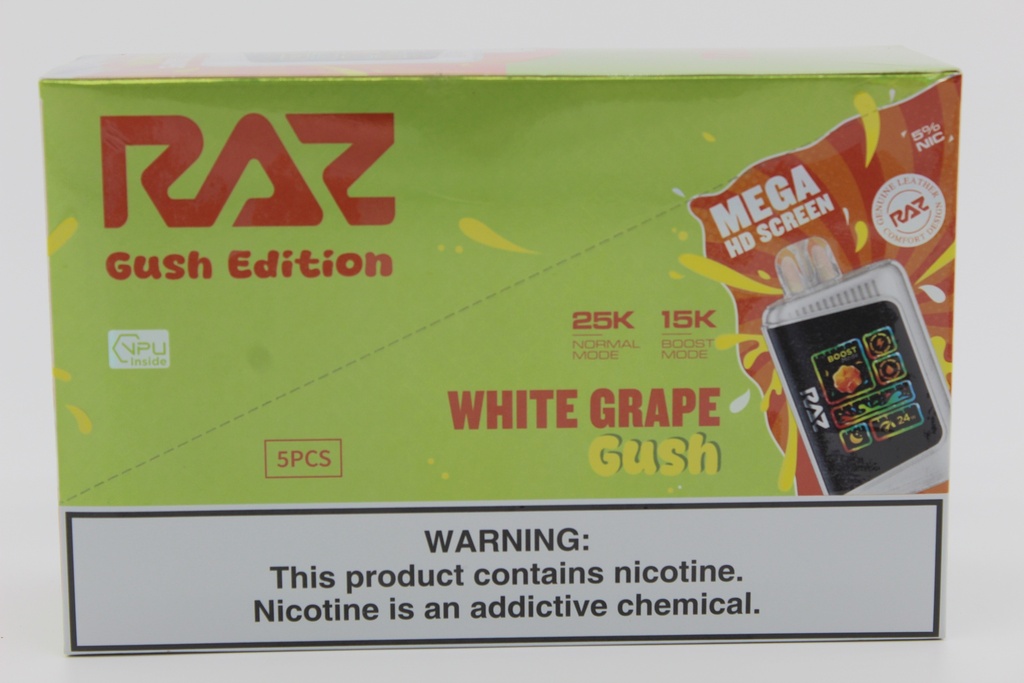 RAZ
Gush Edition
VPU
Inside
5PCS
25K
NORMAL
MODE
15K
BOOST
MODE
WHITE GRAPE
Gush
MEGA
HD SCREEN
5%
NIC
GENUINE LEATHER
RAZ
COMFORT DESIGN
BOOST
24
RAZ
WARNING:
This product contains nicotine.
Nicotine is an addictive chemical.